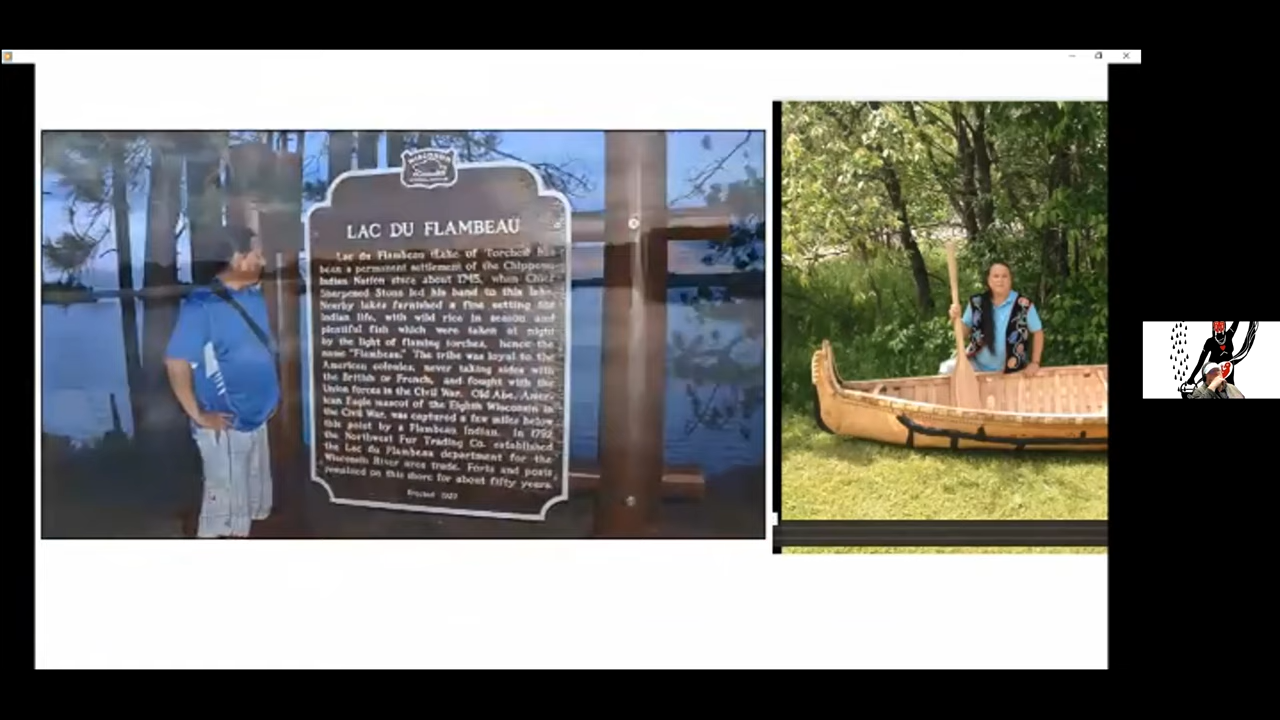 WISCONSIN
LAC DU FLAMBEAU
Lac du Flambeau (Lake of Torches) has
been a permanent settlement of the Chippewa
Indian Nation since about 1745, when Chief
Sharpened Stone led his band to this lake.
Nearby lakes furnished a fine setting for
Indian life, with wild rice in season and
plentiful fish which were taken at night
by the light of flaming torches, hence the
name "Flambeau." The tribe was loyal to the
American colonies, never taking sides with
the British or French, and fought with the
Union forces in the Civil War. Old Abe, Amer-
ican Eagle mascot of the Eighth Wisconsin in
the Civil War, was captured a few miles below
this point by a Flambeau Indian. In 1792
the Northwest Fur Trading Co. established
the Lac du Flambeau department for the
Wisconsin River area trade. Forts and posts
remained on this shore for about fifty years.
Erected